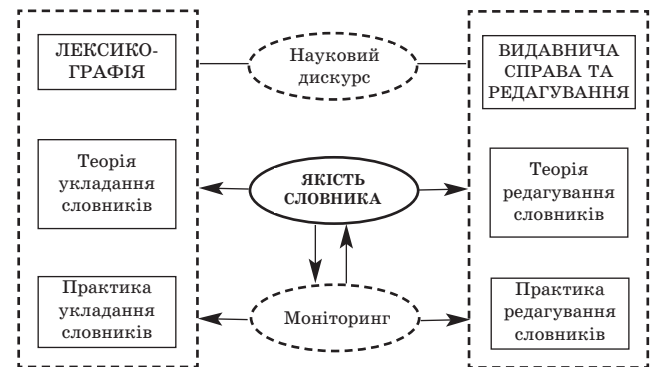 ЛЕКСИКО-
ГРАФІЯ
Науковий
дискурс
ВИДАВНИЧА
СПРАВА ТА
РЕДАГУВАННЯ
Теорія
укладання
словників
ЯКІСТЬ
СЛОВНИКА
Теорія
редагування
словників
Практика
укладання
словників
Моніторинг
Практика
редагування
словників